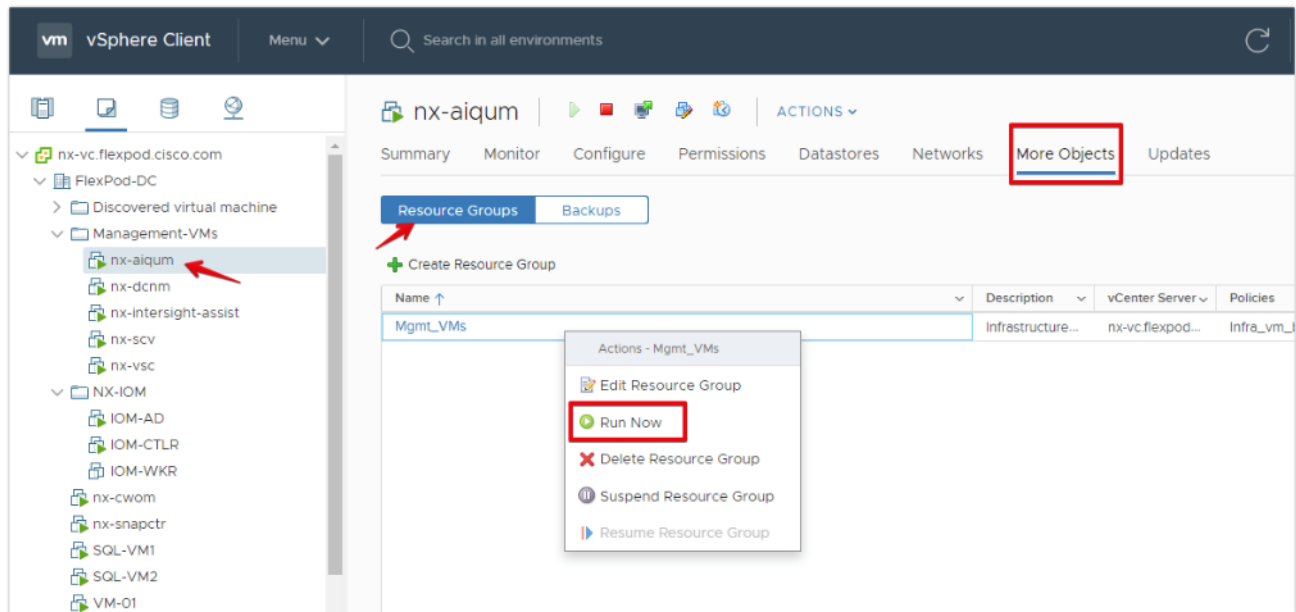 vm vSphere Client Menu Search in all environments
nx-aiqum ACTIONS
Summary Monitor Configure Permissions Datastores Networks More Objects Updates
Resource Groups Backups
Create Resource Group
Name Description vCenter Server Policies
Mgmt_VMs Infrastructure... nx-vc.flexpod... Infra_vm_
Actions - Mgmt_VMs
Edit Resource Group
Run Now
Delete Resource Group
Suspend Resource Group
Resume Resource Group
nx-vc.flexpod.cisco.com
FlexPod-DC
Discovered virtual machine
Management-VMs
nx-aiqum
nx-dcnm
nx-intersight-assist
nx-scv
nx-vsc
NX-IOM
IOM-AD
IOM-CTLR
IOM-WKR
nx-cwom
nx-snapctr
SQL-VM1
SQL-VM2
VM-01